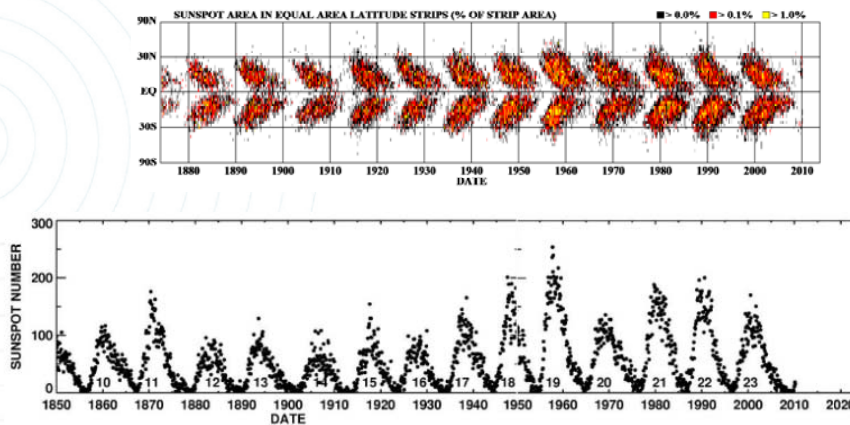 SUNSPOT AREA IN EQUAL AREA LATITUDE STRIPS (% OF STRIP AREA) > 0.0% > 0.1% > 1.0%
90N
30N
EQ
30S
90S
1880 1890 1900 1910 1920 1930 1940 1950 1960 1970 1980 1990 2000 2010
DATE
SUNSPOT NUMBER
300
200
100
0
10 11 12 13 14 15 16 17 18 19 20 21 22 23
1850 1860 1870 1880 1890 1900 1910 1920 1930 1940 1950 1960 1970 1980 1990 2000 2010 2020
DATE